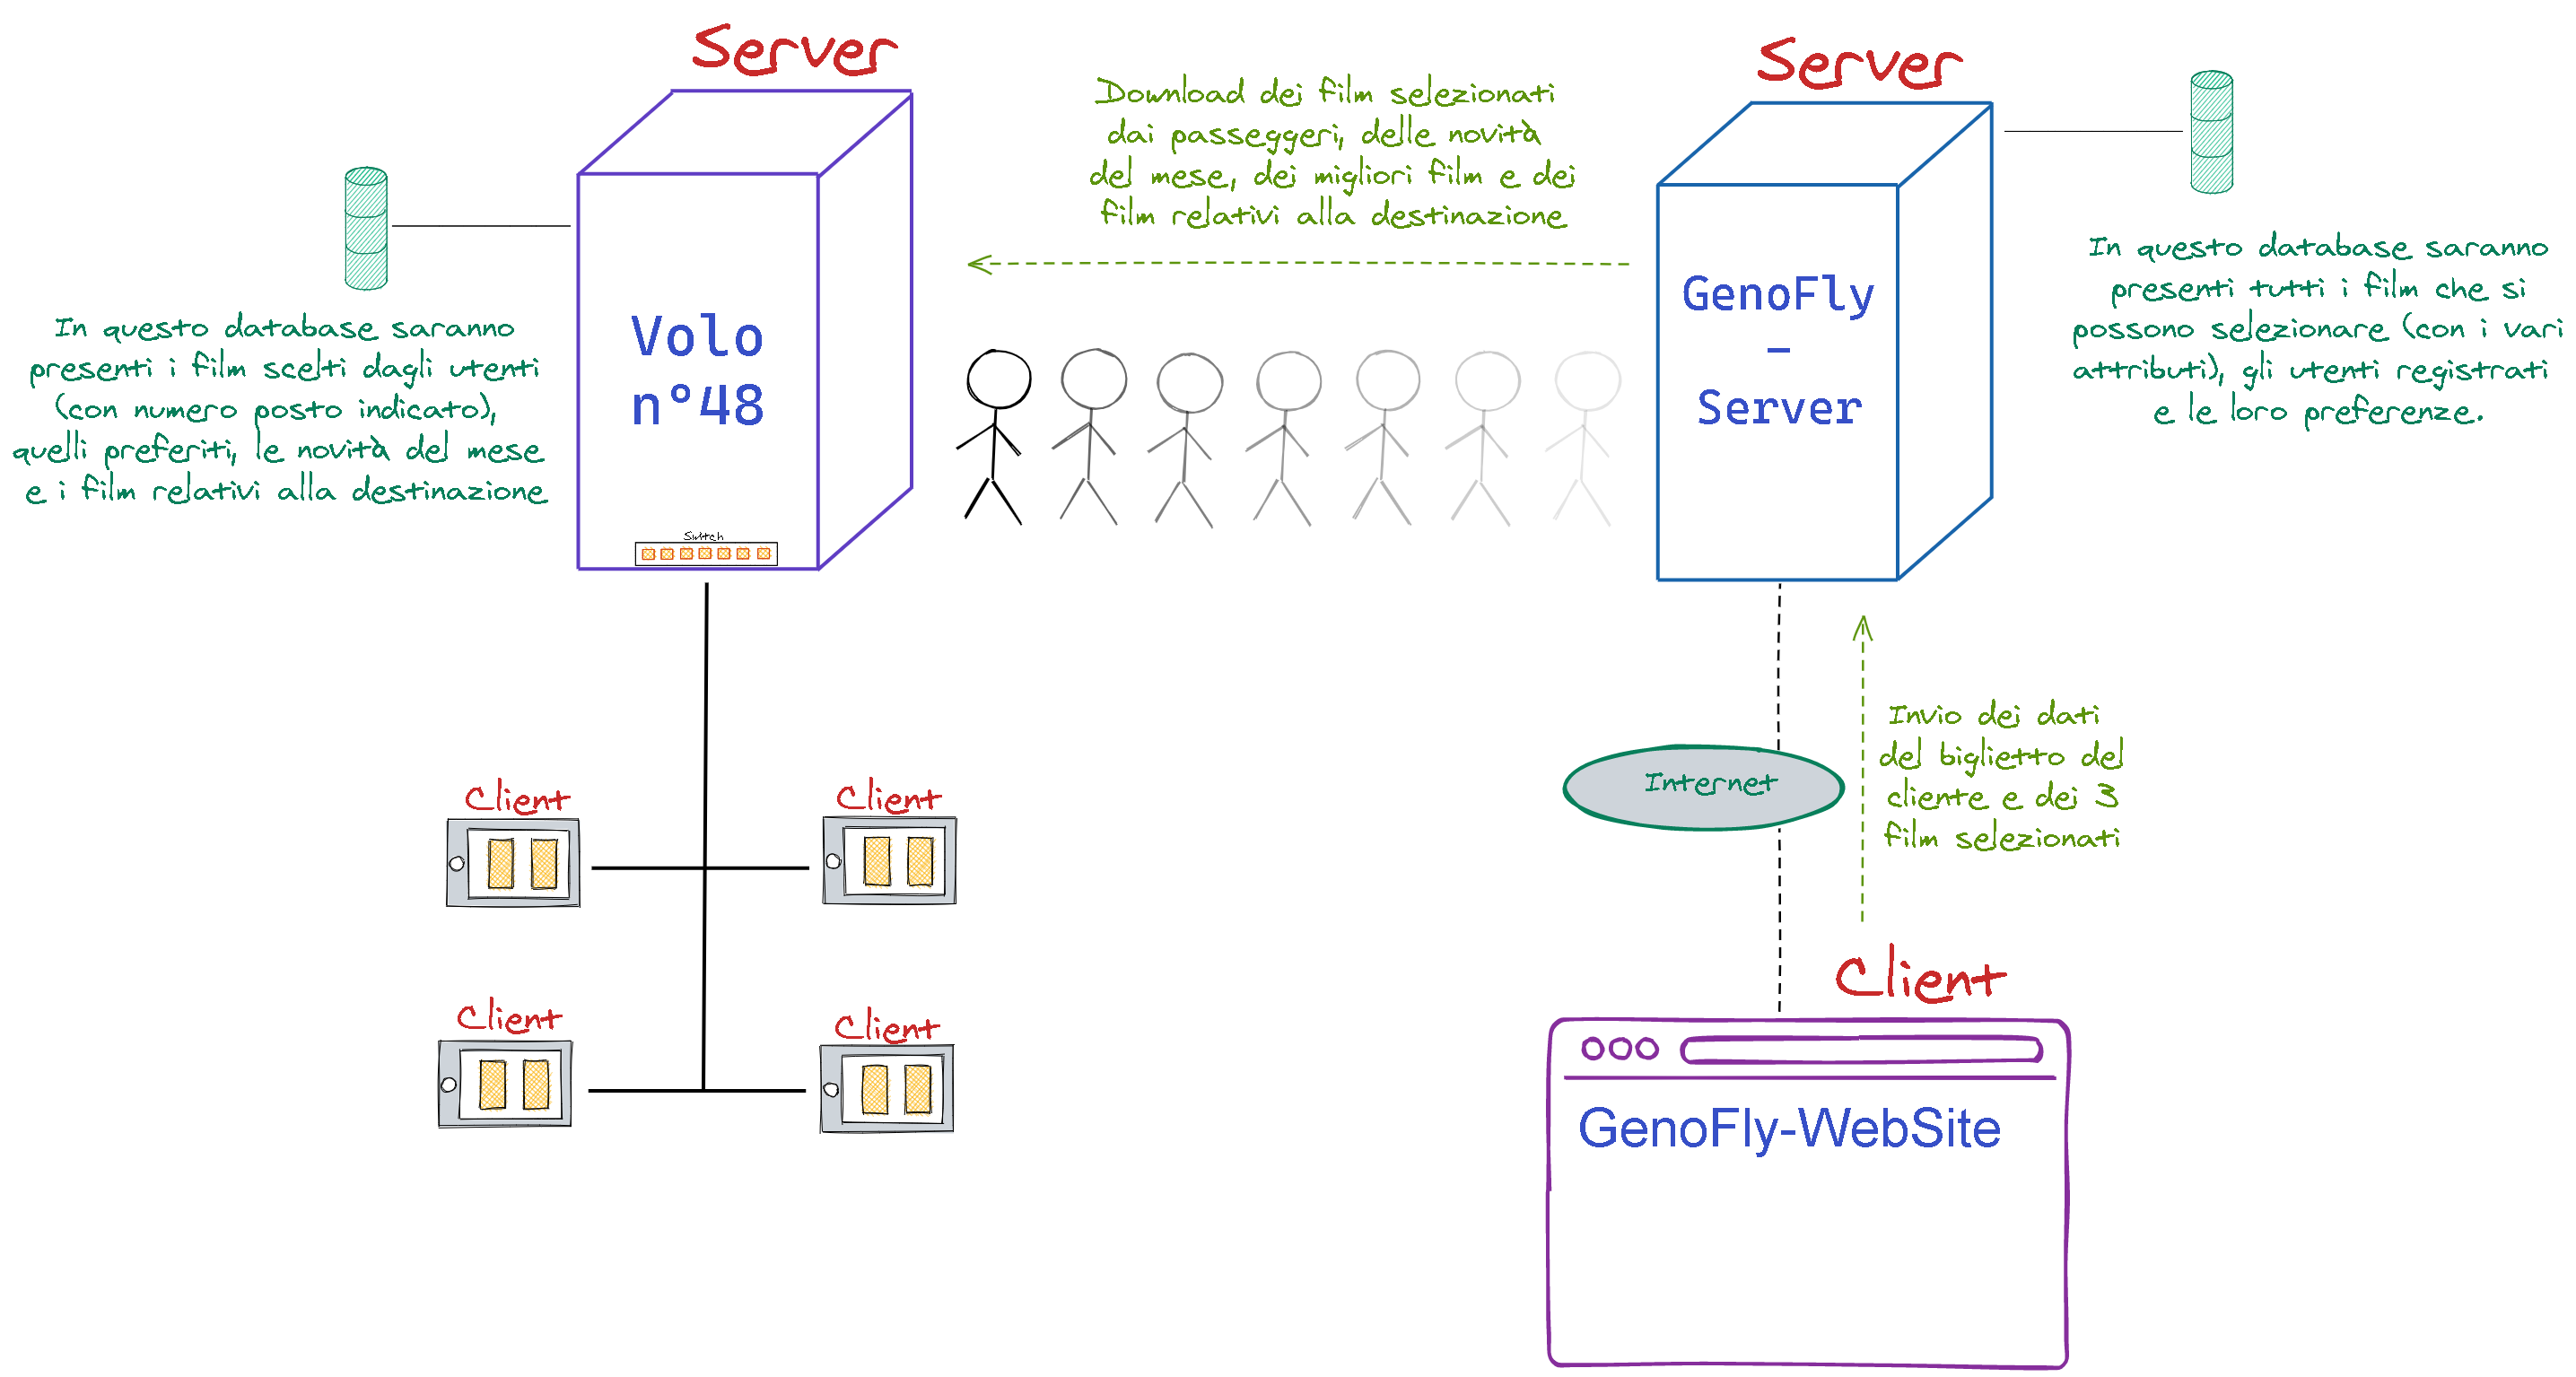 Server
Server
Download dei film selezionati
dai passeggeri, delle novità
del mese, dei migliori film e dei
film relativi alla destinazione
In questo database saranno
presenti i film scelti dagli utenti
(con numero posto indicato),
quelli preferiti, le novità del mese
e i film relativi alla destinazione
Volo
n°48
Switch
GenoFly
-
Server
In questo database saranno
presenti tutti i film che si
possono selezionare (con i vari
attributi), gli utenti registrati
e le loro preferenze.
Internet
Invio dei dati
del biglietto del
cliente e dei 3
film selezionati
Client
Client
Client
Client
Client
GenoFly-WebSite